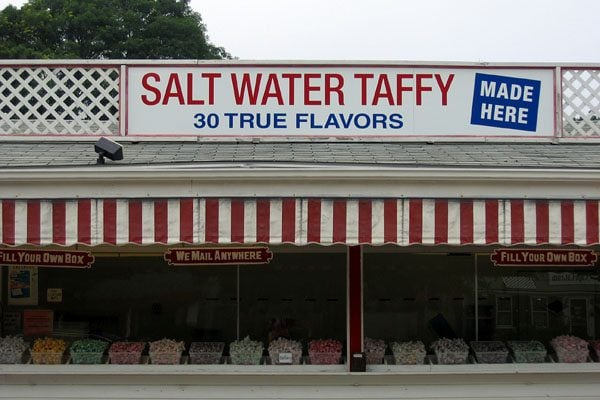 SALT WATER TAFFY
30 TRUE FLAVORS
MADE
HERE
FILL YOUR OWN BOX
WE MAIL ANYWHERE
FILL YOUR OWN BOX